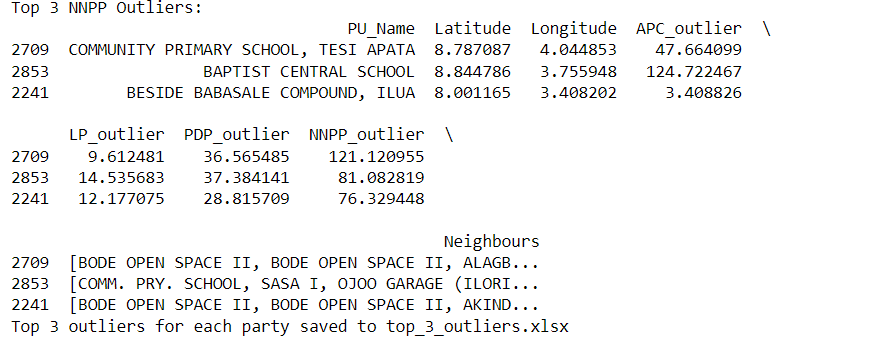 Top 3 NNPP Outliers:
PU_Name Latitude Longitude APC_outlier \
2709 COMMUNITY PRIMARY SCHOOL, TESI APATA 8.787087 4.044853 47.664099
2853 BAPTIST CENTRAL SCHOOL 8.844786 3.755948 124.722467
2241 BESIDE BABASALE COMPOUND, ILUA 8.001165 3.408202 3.408826
LP_outlier PDP_outlier NNPP_outlier \
2709 9.612481 36.565485 121.120955
2853 14.535683 37.384141 81.082819
2241 12.177075 28.815709 76.329448
Neighbours
2709 [BODE OPEN SPACE II, BODE OPEN SPACE II, ALAGB...
2853 [COMM. PRY. SCHOOL, SASA I, OJOO GARAGE (ILORI...
2241 [BODE OPEN SPACE II, BODE OPEN SPACE II, AKIND...
Top 3 outliers for each party saved to top_3_outliers.xlsx